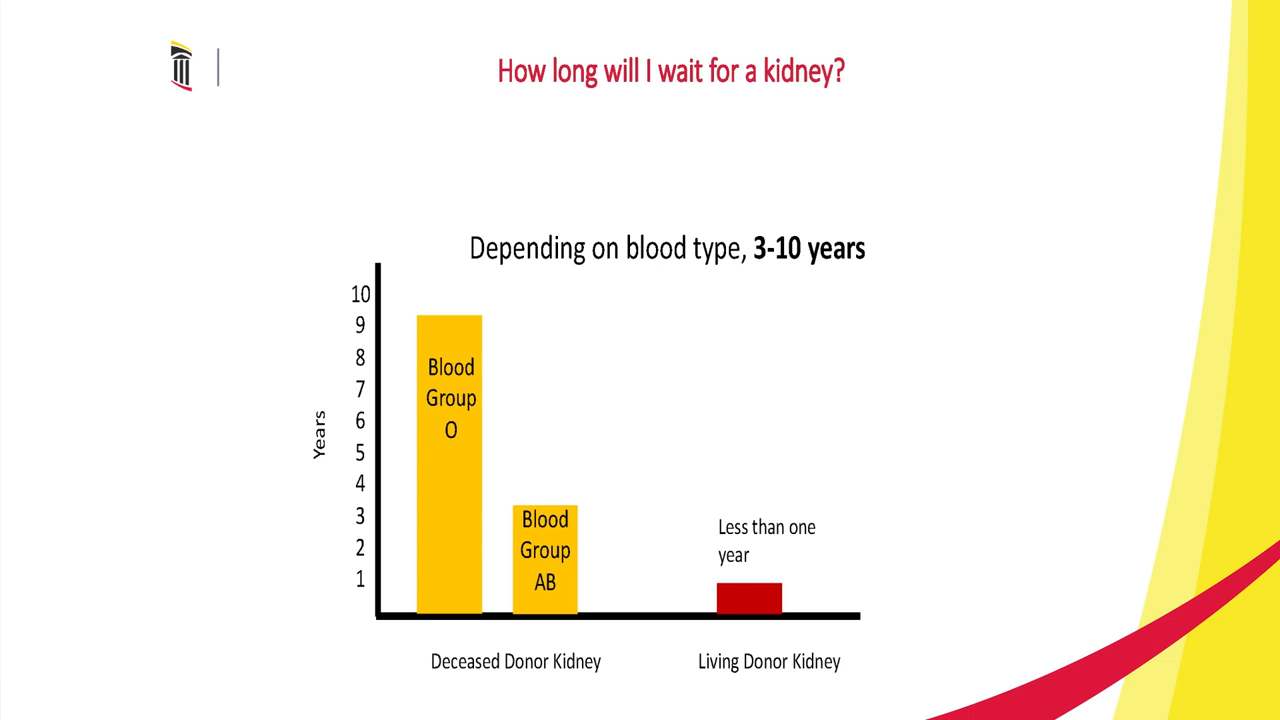 How long will I wait for a kidney?
Depending on blood type, 3-10 years
10
9
8
7
6
5
4
3
2
1
Years
Blood
Group
O
Blood
Group
AB
Less than one
year
Deceased Donor Kidney
Living Donor Kidney